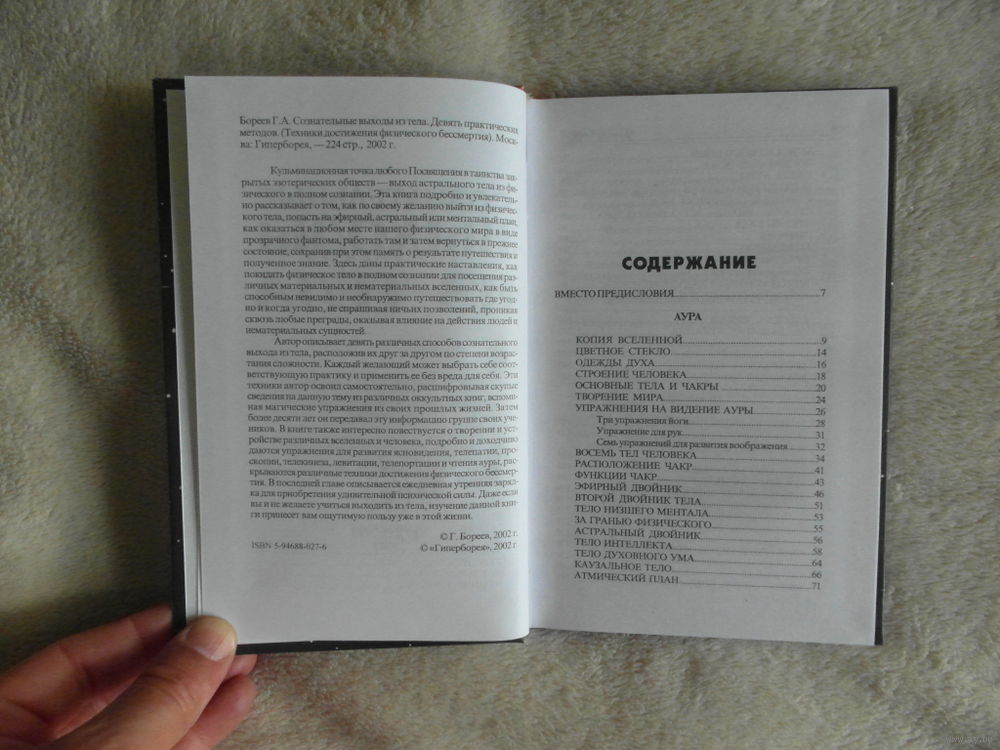 Бореев Г.А. Сознательные выходы из тела. Девять практических
методов. (Техники достижения физического бессмертия). Моск-
ва: Гиперборея, — 224 стр., 2002 г.
Кульминационная точка любого Посвящения в таинства зак-
рытых эзотерических обществ — выход астрального тела из фи-
зического в полном сознании. Эта книга подробно и увлекатель-
но рассказывает о том, как по своему желанию выйти из физичес-
кого тела, попасть на эфирный, астральный или ментальный план,
как оказаться в любом месте нашего физического мира в виде
прозрачного фантома, работать там и затем вернуться в прежнее
состояние, сохранив при этом память о результате путешествия и
полученное знание. Здесь даны практические наставления, как
покидать физическое тело в полном сознании для посещения раз-
личных материальных и нематериальных вселенных, как быть
способным невидимо и необнаружимо путешествовать где угод-
но и когда угодно, не спрашивая ничьих позволений, проникая
сквозь любые преграды, оказывая влияние на действия людей и
нематериальных сущностей.
Автор описывает девять различных способов сознательного
выхода из тела, расположив их друг за другом по степени возрас-
тания сложности. Каждый желающий может выбрать себе соот-
ветствующую практику и применить ее без вреда для себя. Эти
техники автор освоил самостоятельно, расшифровывая скупые
сведения на данную тему из различных оккультных книг, вспоми-
ная магические упражнения из своих прошлых жизней. Затем
более десяти лет он передавал эту информацию группе своих уче-
ников. В книге также интересно повествуется о творении и уст-
ройстве различных вселенных и человека, подробно и доходчиво
даются упражнения для развития ясновидения, телепатии, про-
скопии, телекинеза, левитации, телепортации и чтения ауры, рас-
крываются различные техники достижения физического бессмер-
тия. В последней главе описывается ежедневная утренняя заряд-
ка для приобретения удивительной психической силы. Даже если
вы и не желаете учиться выходить из тела, изучение данной кни-
ги принесет вам ощутимую пользу уже в этой жизни.
© Г. Бореев, 2002 г.
ISBN 5-94688-027-6 © «Гиперборея», 2002 г.
СОДЕРЖАНИЕ
ВМЕСТО ПРЕДИСЛОВИЯ 7
АУРА
КОПИЯ ВСЕЛЕННОЙ 9
ЦВЕТНОЕ СТЕКЛО 14
ОДЕЖДЫ ДУХА 16
СТРОЕНИЕ ЧЕЛОВЕКА 18
ОСНОВНЫЕ ТЕЛА И ЧАКРЫ 20
ТВОРЕНИЕ МИРА 24
УПРАЖНЕНИЯ НА ВИДЕНИЕ АУРЫ 26
Три упражнения йоги 28
Упражнение для рук 31
Семь упражнений для развития воображения 32
ВОСЕМЬ ТЕЛ ЧЕЛОВЕКА 34
РАСПОЛОЖЕНИЕ ЧАКР 41
ФУНКЦИИ ЧАКР 43
ЭФИРНЫЙ ДВОЙНИК 46
ВТОРОЙ ДВОЙНИК ТЕЛА 51
ТЕЛО НИЗШЕГО МЕНТАЛА 53
ЗА ГРАНЬЮ ФИЗИЧЕСКОГО 55
АСТРАЛЬНЫЙ ДВОЙНИК 56
ТЕЛО ИНТЕЛЛЕКТА 58
ТЕЛО ДУХОВНОГО УМА 64
КАУЗАЛЬНОЕ ТЕЛО 66
АТМИЧЕСКИЙ ПЛАН 71